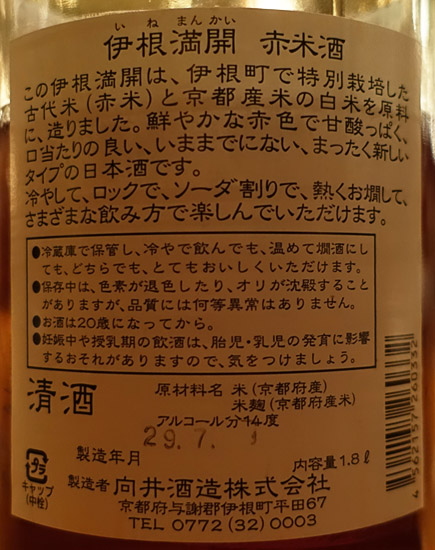 いねまんかい
伊根満開 赤米酒
この伊根満開は、伊根町で特別栽培した
古代米(赤米)と京都産米の白米を原料
に、造りました。鮮やかな赤色で甘酸っぱく、
口当たりの良い、いままでにない、まったく新しい
タイプの日本酒です。
冷やして、ロックで、ソーダ割りで、熱くお燗して、
さまざまな飲み方で楽しんでいただけます。
●冷蔵庫で保管し、冷やで飲んでも、温めて燗酒にし
ても、どちらでも、とてもおいしくいただけます。
●保存中は、色素が退色したり、オリが沈殿すること
がありますが、品質には何等異常はありません。
●お酒は20歳になってから。
●妊娠中や授乳期の飲酒は、胎児・乳児の発育に影響
するおそれがありますので、気をつけましょう。
清酒
原材料名 米(京都府産)
米麹(京都府産米)
アルコール分14度
29.7. 1
製造年月
内容量1.8ℓ
プラ
キャップ
(中栓)
製造者 向井酒造株式会社
京都府与謝郡伊根町平田67
TEL 0772(32)0003
4 562157 260332